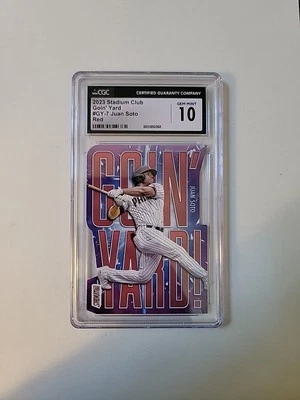 CGC
CERTIFIED GUARANTY COMPANY
2023 Stadium Club
Goin' Yard
#GY-7 Juan Soto
Red
GEM MINT
10
GOIN'
YARD!
JUAN SOTO